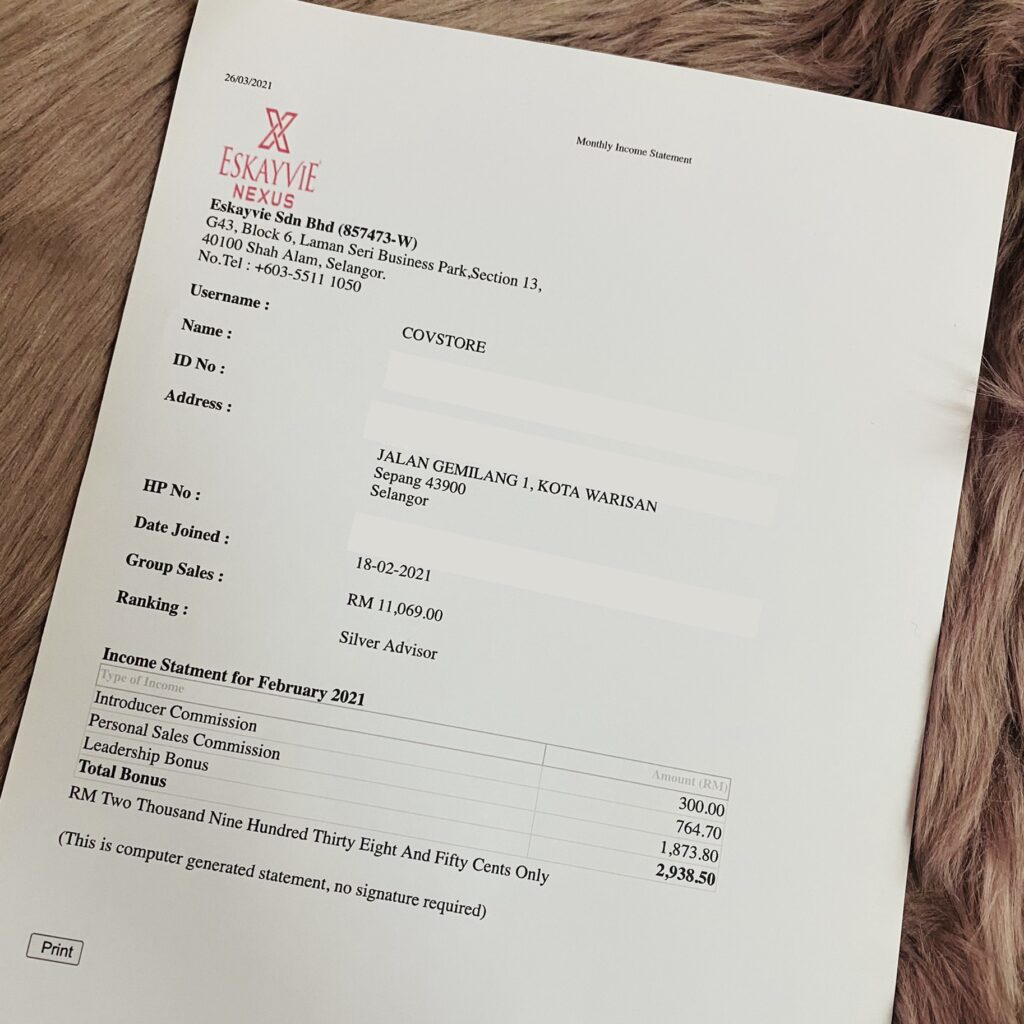 26/03/2021
Monthly Income Statement
ESKAYVIE
NEXUS
Eskayvie Sdn Bhd (857473-W)
G43, Block 6, Laman Seri Business Park,Section 13,
40100 Shah Alam, Selangor.
No.Tel : +603-5511 1050
Username : COVSTORE
Name :
ID No :
Address : JALAN GEMILANG 1, KOTA WARISAN
Sepang 43900
Selangor
HP No :
Date Joined : 18-02-2021
Group Sales : RM 11,069.00
Ranking : Silver Advisor
Income Statment for February 2021
Type of Income Amount (RM)
Introducer Commission 300.00
Personal Sales Commission 764.70
Leadership Bonus 1,873.80
Total Bonus 2,938.50
RM Two Thousand Nine Hundred Thirty Eight And Fifty Cents Only
(This is computer generated statement, no signature required)
Print